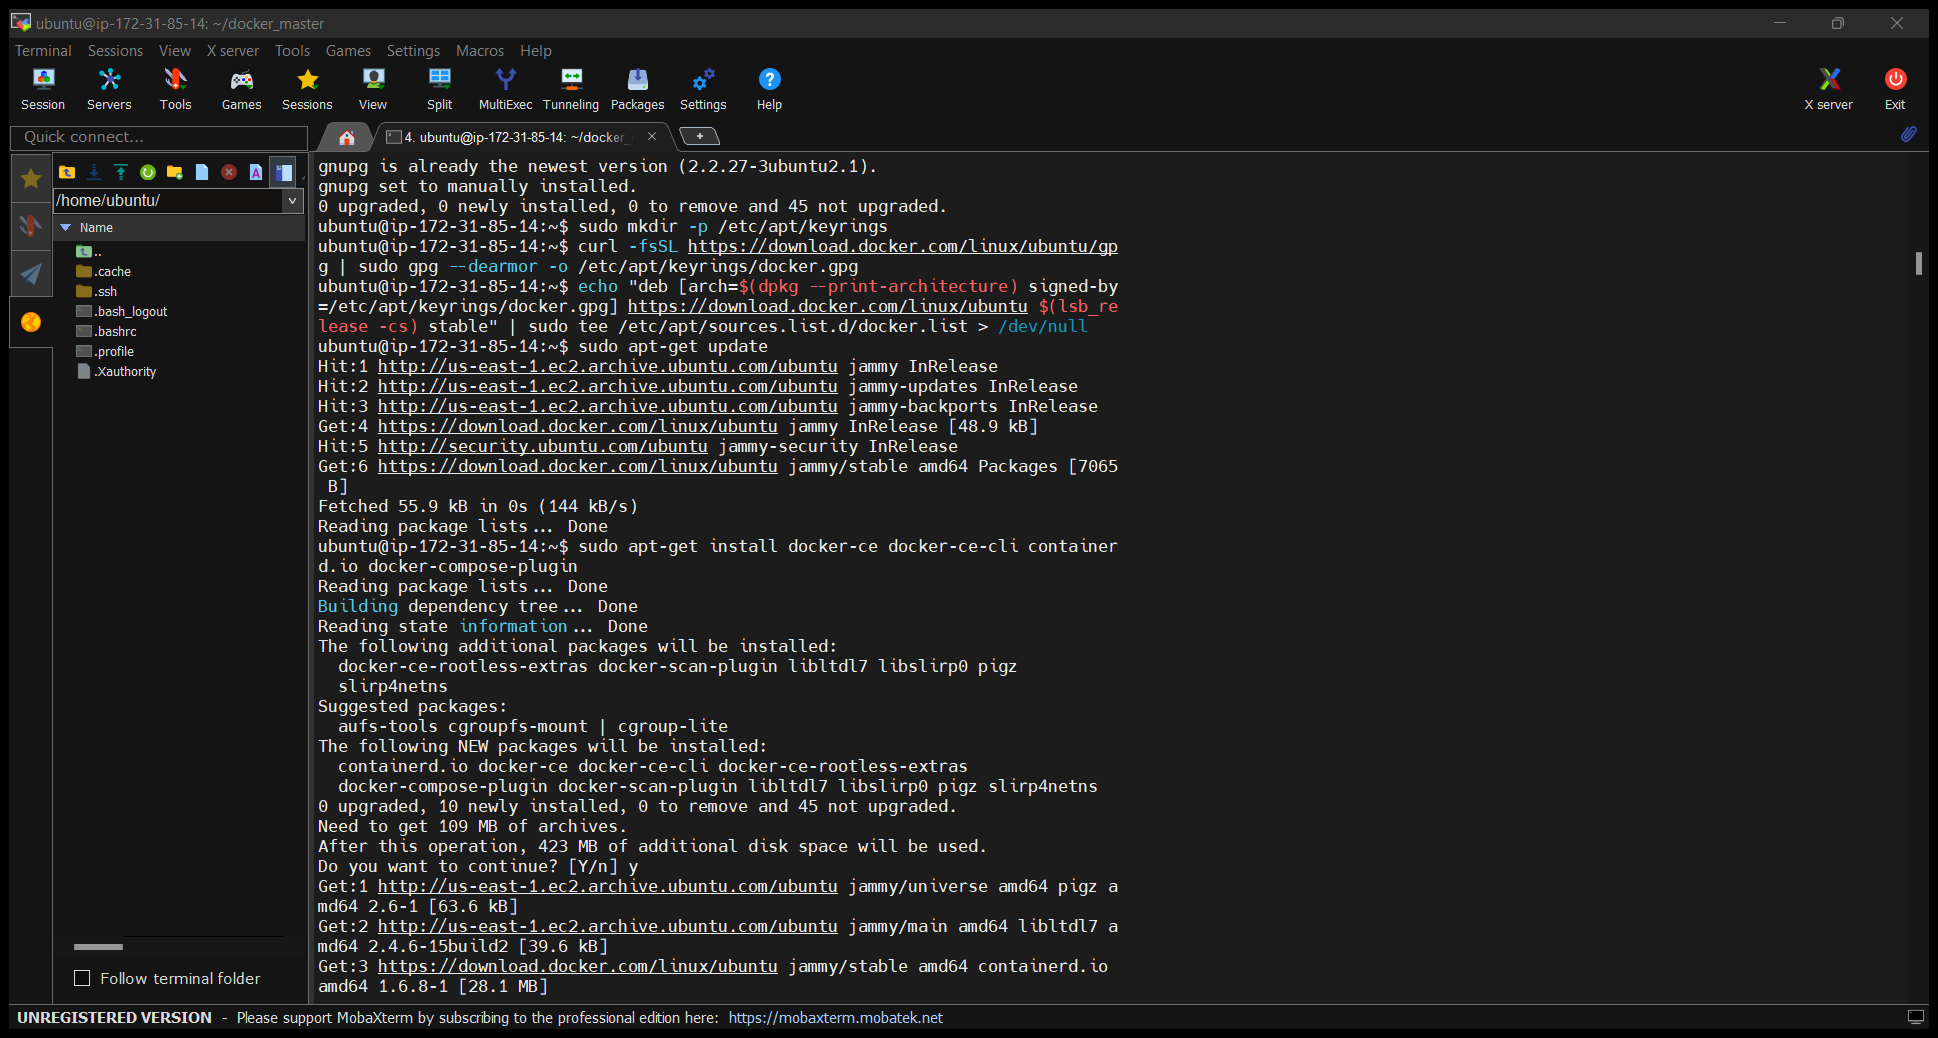 ubuntu@ip-172-31-85-14: ~/docker_master
Terminal Sessions View X server Tools Games Settings Macros Help
Session Servers Tools Games Sessions View Split MultiExec Tunneling Packages Settings Help X server Exit
Quick connect...
4. ubuntu@ip-172-31-85-14: ~/docker_
/home/ubuntu/
Name
..
.cache
.ssh
.bash_logout
.bashrc
.profile
.Xauthority
Follow terminal folder
gnupg is already the newest version (2.2.27-3ubuntu2.1).
gnupg set to manually installed.
0 upgraded, 0 newly installed, 0 to remove and 45 not upgraded.
ubuntu@ip-172-31-85-14:~$ sudo mkdir -p /etc/apt/keyrings
ubuntu@ip-172-31-85-14:~$ curl -fsSL https://download.docker.com/linux/ubuntu/gp
g | sudo gpg --dearmor -o /etc/apt/keyrings/docker.gpg
ubuntu@ip-172-31-85-14:~$ echo "deb [arch=$(dpkg --print-architecture) signed-by
=/etc/apt/keyrings/docker.gpg] https://download.docker.com/linux/ubuntu $(lsb_re
lease -cs) stable" | sudo tee /etc/apt/sources.list.d/docker.list > /dev/null
ubuntu@ip-172-31-85-14:~$ sudo apt-get update
Hit:1 http://us-east-1.ec2.archive.ubuntu.com/ubuntu jammy InRelease
Hit:2 http://us-east-1.ec2.archive.ubuntu.com/ubuntu jammy-updates InRelease
Hit:3 http://us-east-1.ec2.archive.ubuntu.com/ubuntu jammy-backports InRelease
Get:4 https://download.docker.com/linux/ubuntu jammy InRelease [48.9 kB]
Hit:5 http://security.ubuntu.com/ubuntu jammy-security InRelease
Get:6 https://download.docker.com/linux/ubuntu jammy/stable amd64 Packages [7065
B]
Fetched 55.9 kB in 0s (144 kB/s)
Reading package lists... Done
ubuntu@ip-172-31-85-14:~$ sudo apt-get install docker-ce docker-ce-cli container
d.io docker-compose-plugin
Reading package lists... Done
Building dependency tree... Done
Reading state information... Done
The following additional packages will be installed:
docker-ce-rootless-extras docker-scan-plugin libltdl7 libslirp0 pigz
slirp4netns
Suggested packages:
aufs-tools cgroupfs-mount | cgroup-lite
The following NEW packages will be installed:
containerd.io docker-ce docker-ce-cli docker-ce-rootless-extras
docker-compose-plugin docker-scan-plugin libltdl7 libslirp0 pigz slirp4netns
0 upgraded, 10 newly installed, 0 to remove and 45 not upgraded.
Need to get 109 MB of archives.
After this operation, 423 MB of additional disk space will be used.
Do you want to continue? [Y/n] y
Get:1 http://us-east-1.ec2.archive.ubuntu.com/ubuntu jammy/universe amd64 pigz a
md64 2.6-1 [63.6 kB]
Get:2 http://us-east-1.ec2.archive.ubuntu.com/ubuntu jammy/main amd64 libltdl7 a
md64 2.4.6-15build2 [39.6 kB]
Get:3 https://download.docker.com/linux/ubuntu jammy/stable amd64 containerd.io
amd64 1.6.8-1 [28.1 MB]
UNREGISTERED VERSION - Please support MobaXterm by subscribing to the professional edition here: https://mobaxterm.mobatek.net